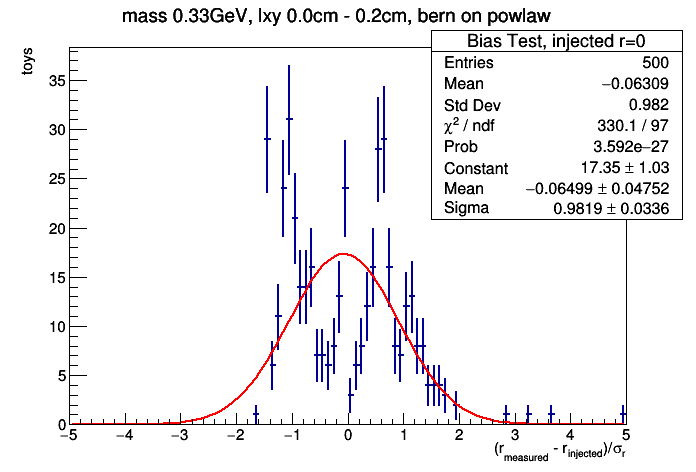 mass 0.33GeV, lxy 0.0cm - 0.2cm, bern on powlaw
Bias Test, injected r=0
Entries 500
Mean −0.06309
Std Dev 0.982
χ² / ndf 330.1 / 97
Prob 3.592e−27
Constant 17.35 ± 1.03
Mean −0.06499 ± 0.04752
Sigma 0.9819 ± 0.0336
toys
35
30
25
20
15
10
5
0
−5 −4 −3 −2 −1 0 1 2 3 4 5
(r_measured - r_injected)/σ_r